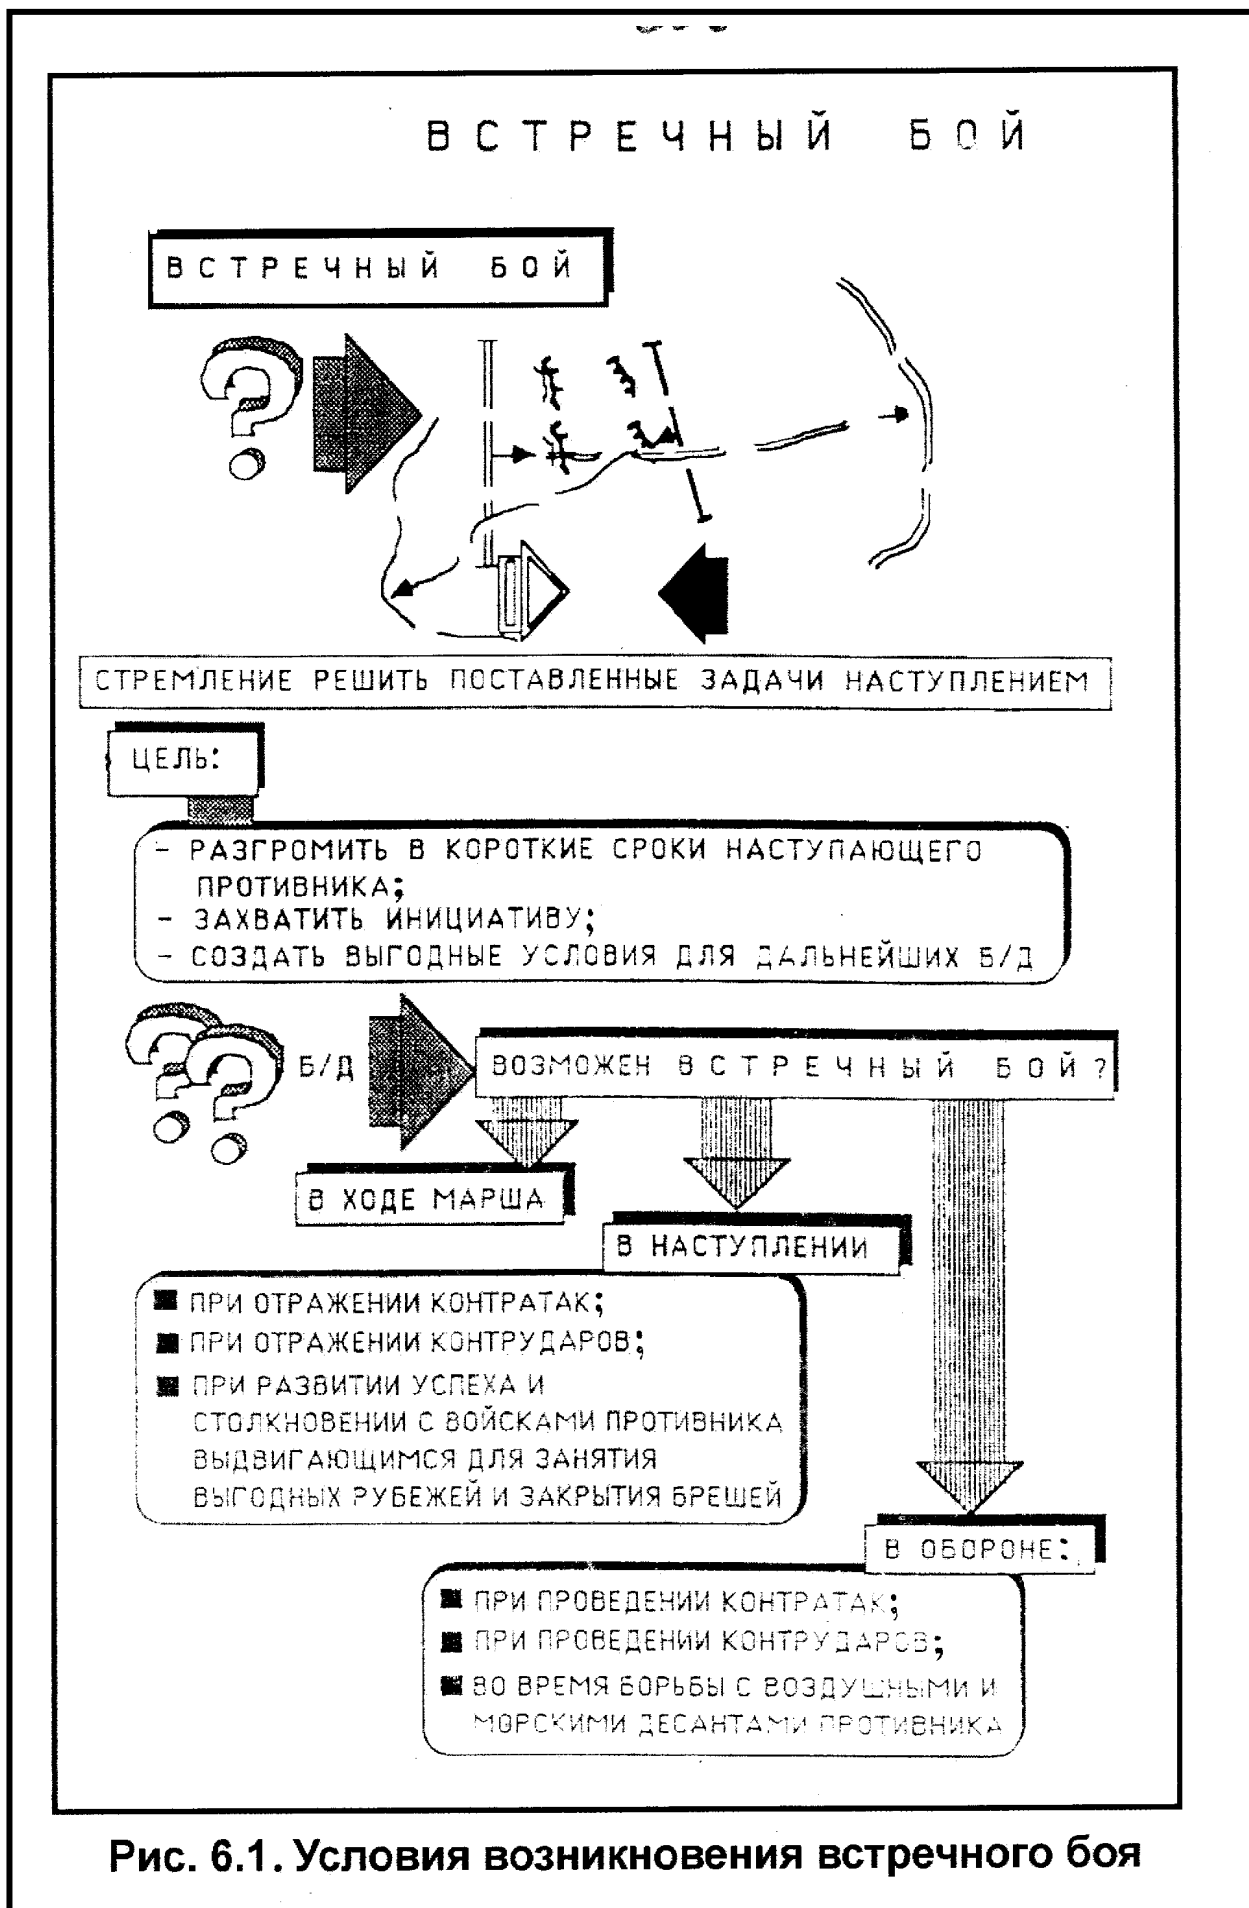 ВСТРЕЧНЫЙ БОЙ
ВСТРЕЧНЫЙ БОЙ
СТРЕМЛЕНИЕ РЕШИТЬ ПОСТАВЛЕННЫЕ ЗАДАЧИ НАСТУПЛЕНИЕМ
ЦЕЛЬ:
- РАЗГРОМИТЬ В КОРОТКИЕ СРОКИ НАСТУПАЮЩЕГО
ПРОТИВНИКА;
- ЗАХВАТИТЬ ИНИЦИАТИВУ;
- СОЗДАТЬ ВЫГОДНЫЕ УСЛОВИЯ ДЛЯ ДАЛЬНЕЙШИХ Б/Д
?? Б/Д
ВОЗМОЖЕН ВСТРЕЧНЫЙ БОЙ?
В ХОДЕ МАРША
В НАСТУПЛЕНИИ
■ ПРИ ОТРАЖЕНИИ КОНТРАТАК;
■ ПРИ ОТРАЖЕНИИ КОНТРУДАРОВ;
■ ПРИ РАЗВИТИИ УСПЕХА И
СТОЛКНОВЕНИИ С ВОЙСКАМИ ПРОТИВНИКА
ВЫДВИГАЮЩИМСЯ ДЛЯ ЗАНЯТИЯ
ВЫГОДНЫХ РУБЕЖЕЙ И ЗАКРЫТИЯ БРЕШЕЙ
В ОБОРОНЕ:
■ ПРИ ПРОВЕДЕНИИ КОНТРАТАК;
■ ПРИ ПРОВЕДЕНИИ КОНТРУДАРОВ;
■ ВО ВРЕМЯ БОРЬБЫ С ВОЗДУШНЫМИ И
МОРСКИМИ ДЕСАНТАМИ ПРОТИВНИКА
Рис. 6.1. Условия возникновения встречного боя